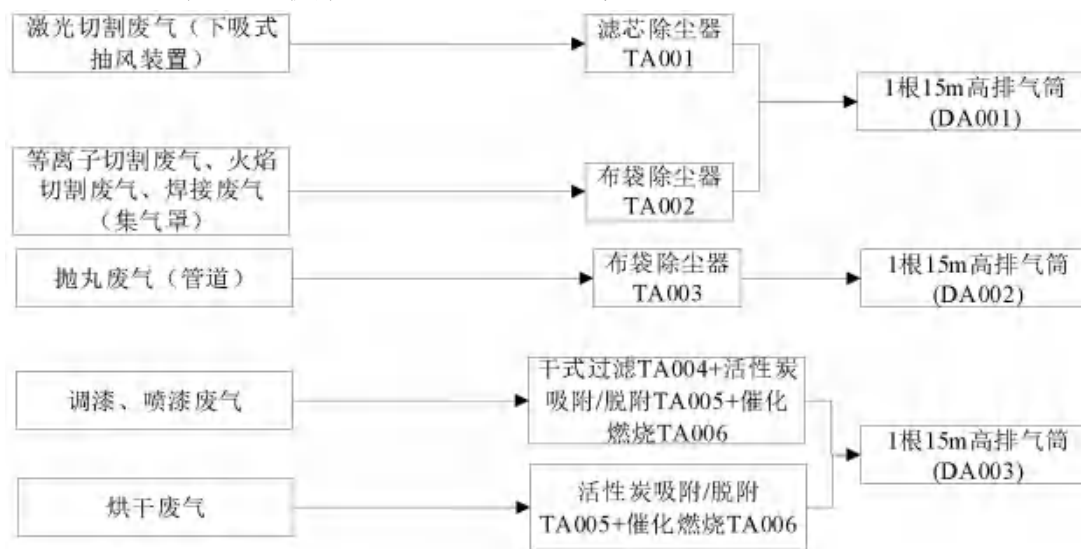 激光切割废气（下吸式
抽风装置）
滤芯除尘器
TA001
1根15m高排气筒
(DA001)
等离子切割废气、火焰
切割废气、焊接废气
（集气罩）
布袋除尘器
TA002
抛丸废气（管道）
布袋除尘器
TA003
1根15m高排气筒
(DA002)
调漆、喷漆废气
干式过滤TA004+活性炭
吸附/脱附TA005+催化
燃烧TA006
1根15m高排气筒
(DA003)
烘干废气
活性炭吸附/脱附
TA005+催化燃烧TA006